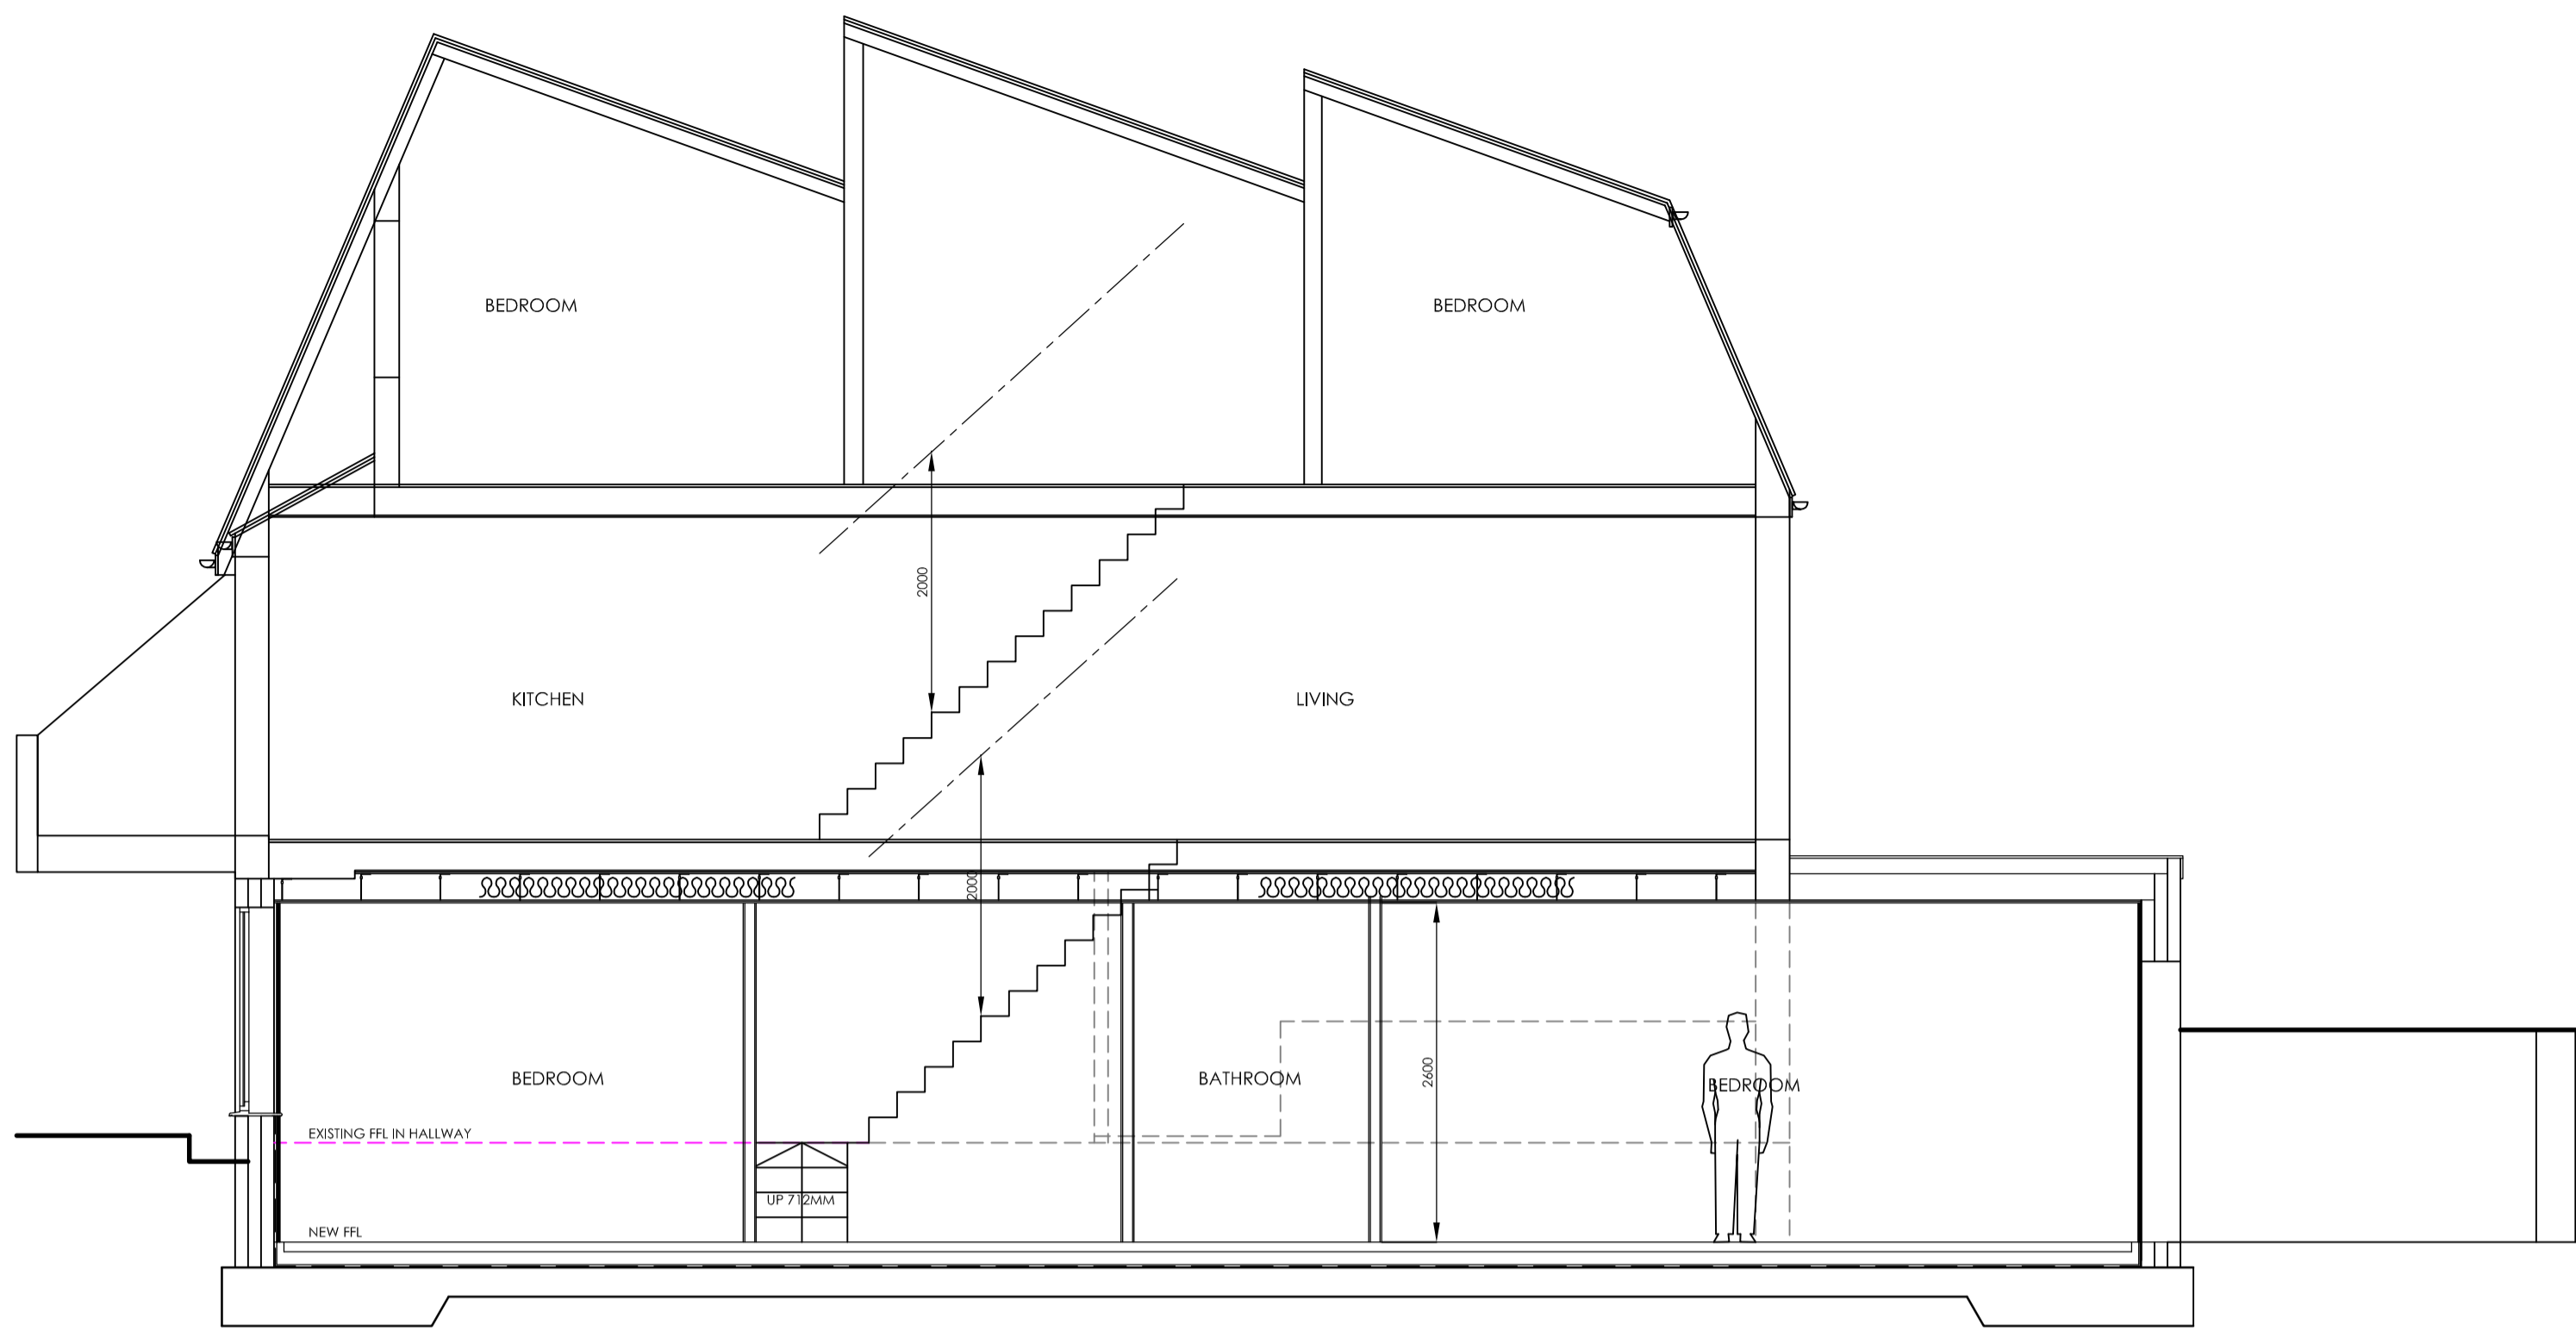 BEDROOM
BEDROOM
2000
KITCHEN
LIVING
2000
BEDROOM
BATHROOM
2600
BEDROOM
EXISTING FFL IN HALLWAY
UP 712MM
NEW FFL